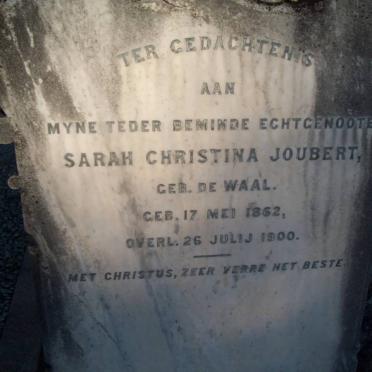 TER GEDACHTENIS
AAN
MYNE TEDER BEMINDE ECHTGENOOTE
SARAH CHRISTINA JOUBERT,
GEB. DE WAAL.
GEB. 17 MEI 1862,
OVERL. 26 JULIJ 1900.
MET CHRISTUS, ZEER VERRE HET BESTE.